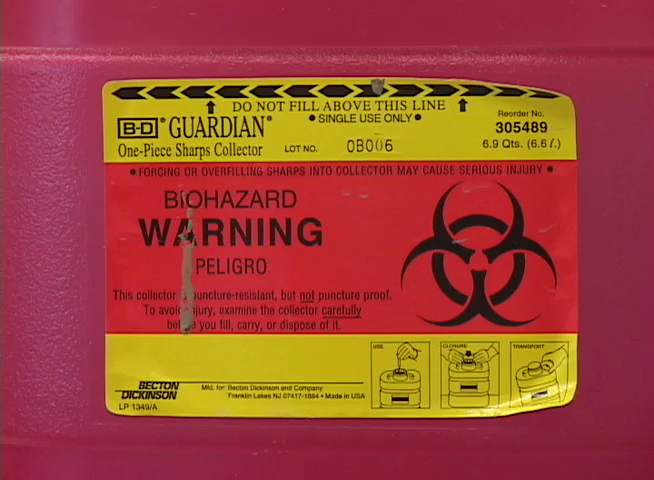 DO NOT FILL ABOVE THIS LINE
B-D® GUARDIAN®
• SINGLE USE ONLY •
Reorder No.
305489
One-Piece Sharps Collector
LOT NO. 0B006
6.9 Qts. (6.6 ℓ.)
• FORCING OR OVERFILLING SHARPS INTO COLLECTOR MAY CAUSE SERIOUS INJURY •
BIOHAZARD
WARNING
PELIGRO
This collector puncture-resistant, but not puncture proof.
To avoid injury, examine the collector carefully
before you fill, carry, or dispose of it.
USE
CLOSURE
TRANSPORT
BECTON
DICKINSON
Mfd. for Becton Dickinson and Company
Franklin Lakes NJ 07417-1884 • Made in USA
LP 1349/A